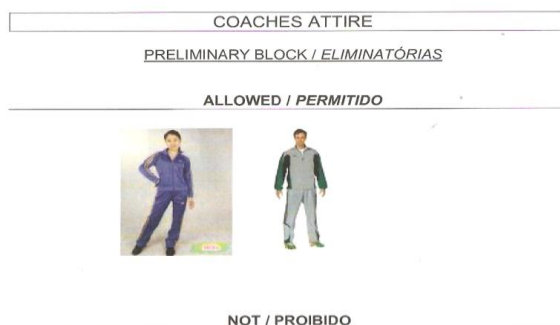 COACHES ATTIRE
PRELIMINARY BLOCK / ELIMINATÓRIAS
ALLOWED / PERMITIDO
NOT / PROIBIDO